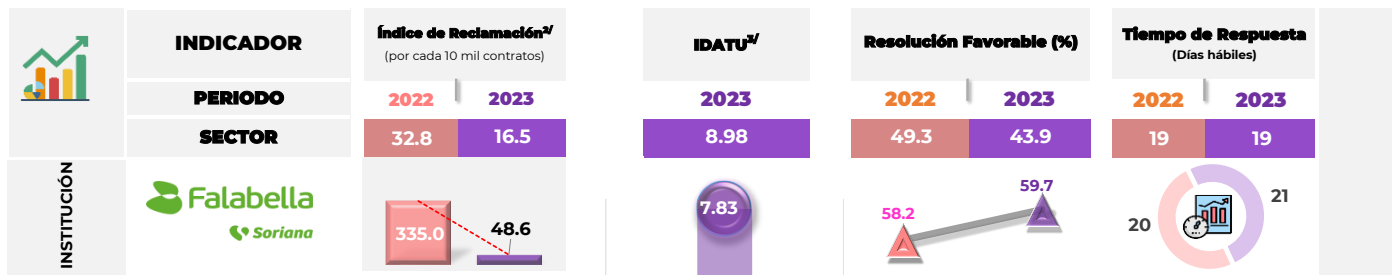 INDICADOR
Índice de Reclamación2/
(por cada 10 mil contratos)
IDATU3/
Resolución Favorable (%)
Tiempo de Respuesta
(Días hábiles)
PERIODO
2022
2023
2023
2022
2023
2022
2023
SECTOR
32.8
16.5
8.98
49.3
43.9
19
19
INSTITUCIÓN
Falabella
Soriana
335.0
48.6
7.83
58.2
59.7
20
21